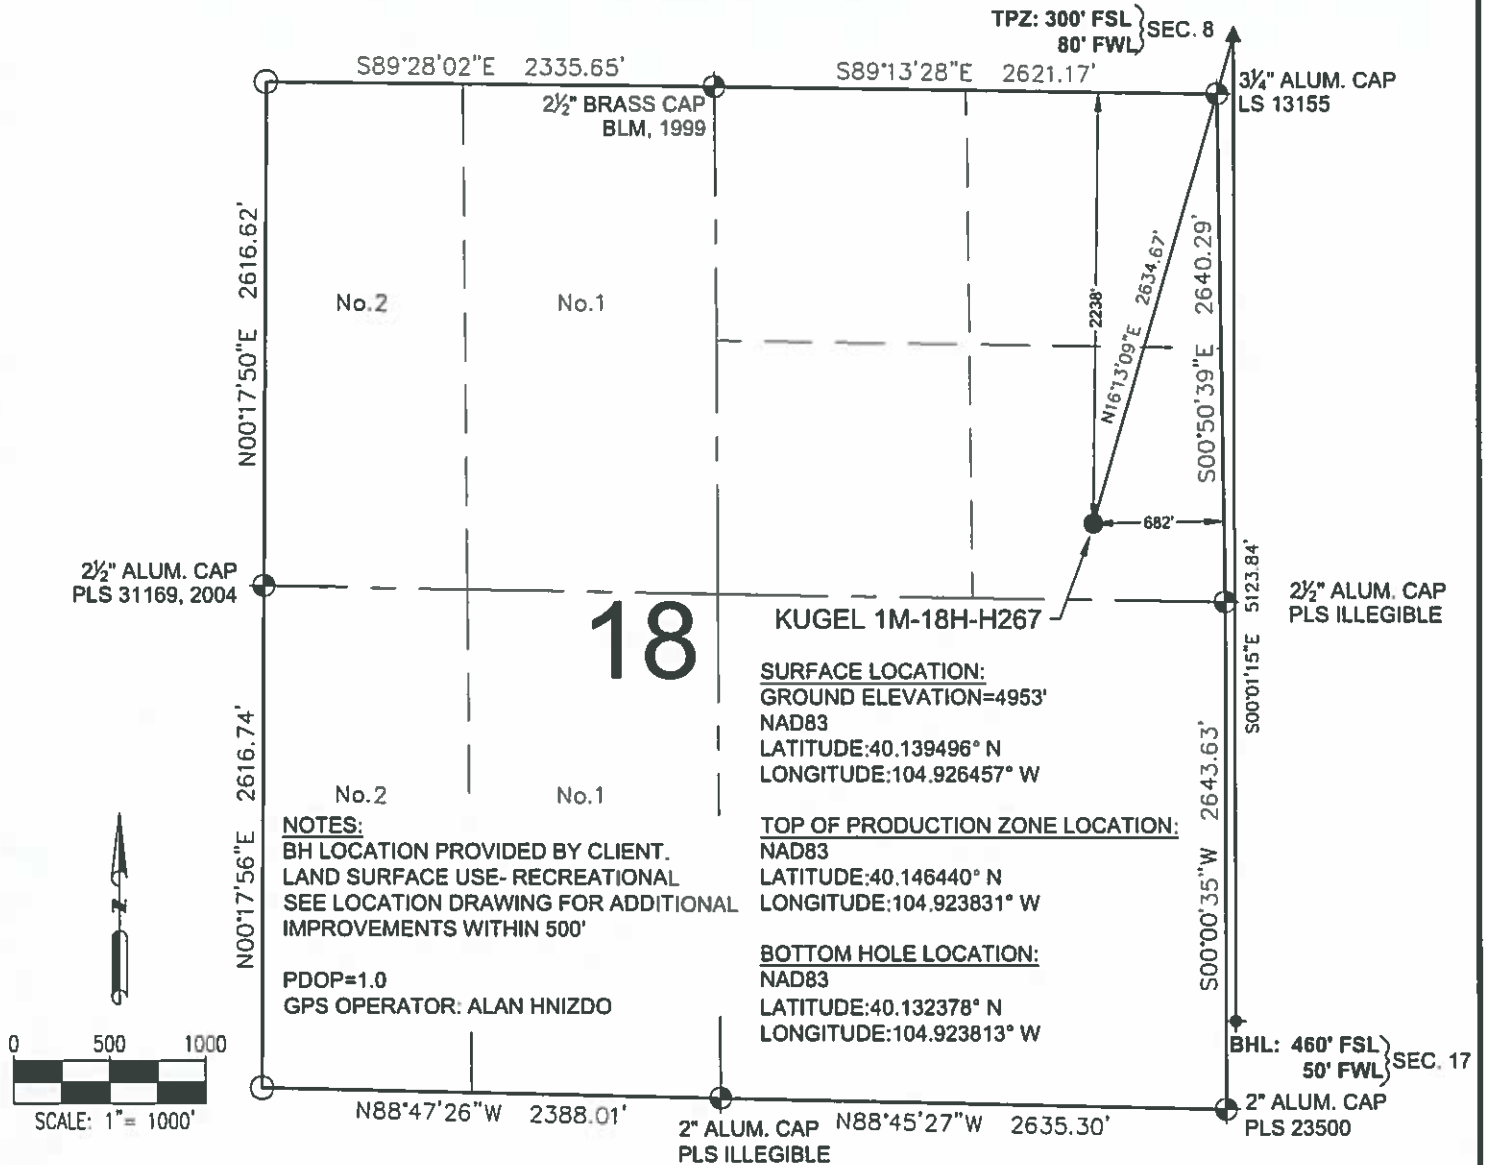 TPZ: 300' FSL
80' FWL
SEC. 8
S89°28'02"E 2335.65'
S89°13'28"E 2621.17'
2½" BRASS CAP
BLM, 1999
3¼" ALUM. CAP
LS 13155
N00°17'50"E 2616.62'
No.2
No.1
2238'
N16°13'09"E 2634.67'
S00°50'39"E 2640.29'
682'
2½" ALUM. CAP
PLS 31169, 2004
18
KUGEL 1M-18H-H267
S00°01'15"E 5123.84'
2½" ALUM. CAP
PLS ILLEGIBLE
SURFACE LOCATION:
GROUND ELEVATION=4953'
NAD83
LATITUDE:40.139496° N
LONGITUDE:104.926457° W
N00°17'56"E 2616.74'
No.2
No.1
S00°00'35"W 2643.63'
NOTES:
BH LOCATION PROVIDED BY CLIENT.
LAND SURFACE USE- RECREATIONAL
SEE LOCATION DRAWING FOR ADDITIONAL
IMPROVEMENTS WITHIN 500'
PDOP=1.0
GPS OPERATOR: ALAN HNIZDO
TOP OF PRODUCTION ZONE LOCATION:
NAD83
LATITUDE:40.146440° N
LONGITUDE:104.923831° W
BOTTOM HOLE LOCATION:
NAD83
LATITUDE:40.132378° N
LONGITUDE:104.923813° W
N
0 500 1000
SCALE: 1"= 1000'
BHL: 460' FSL
50' FWL
SEC. 17
N88°47'26"W 2388.01'
2" ALUM. CAP
PLS ILLEGIBLE
N88°45'27"W 2635.30'
2" ALUM. CAP
PLS 23500